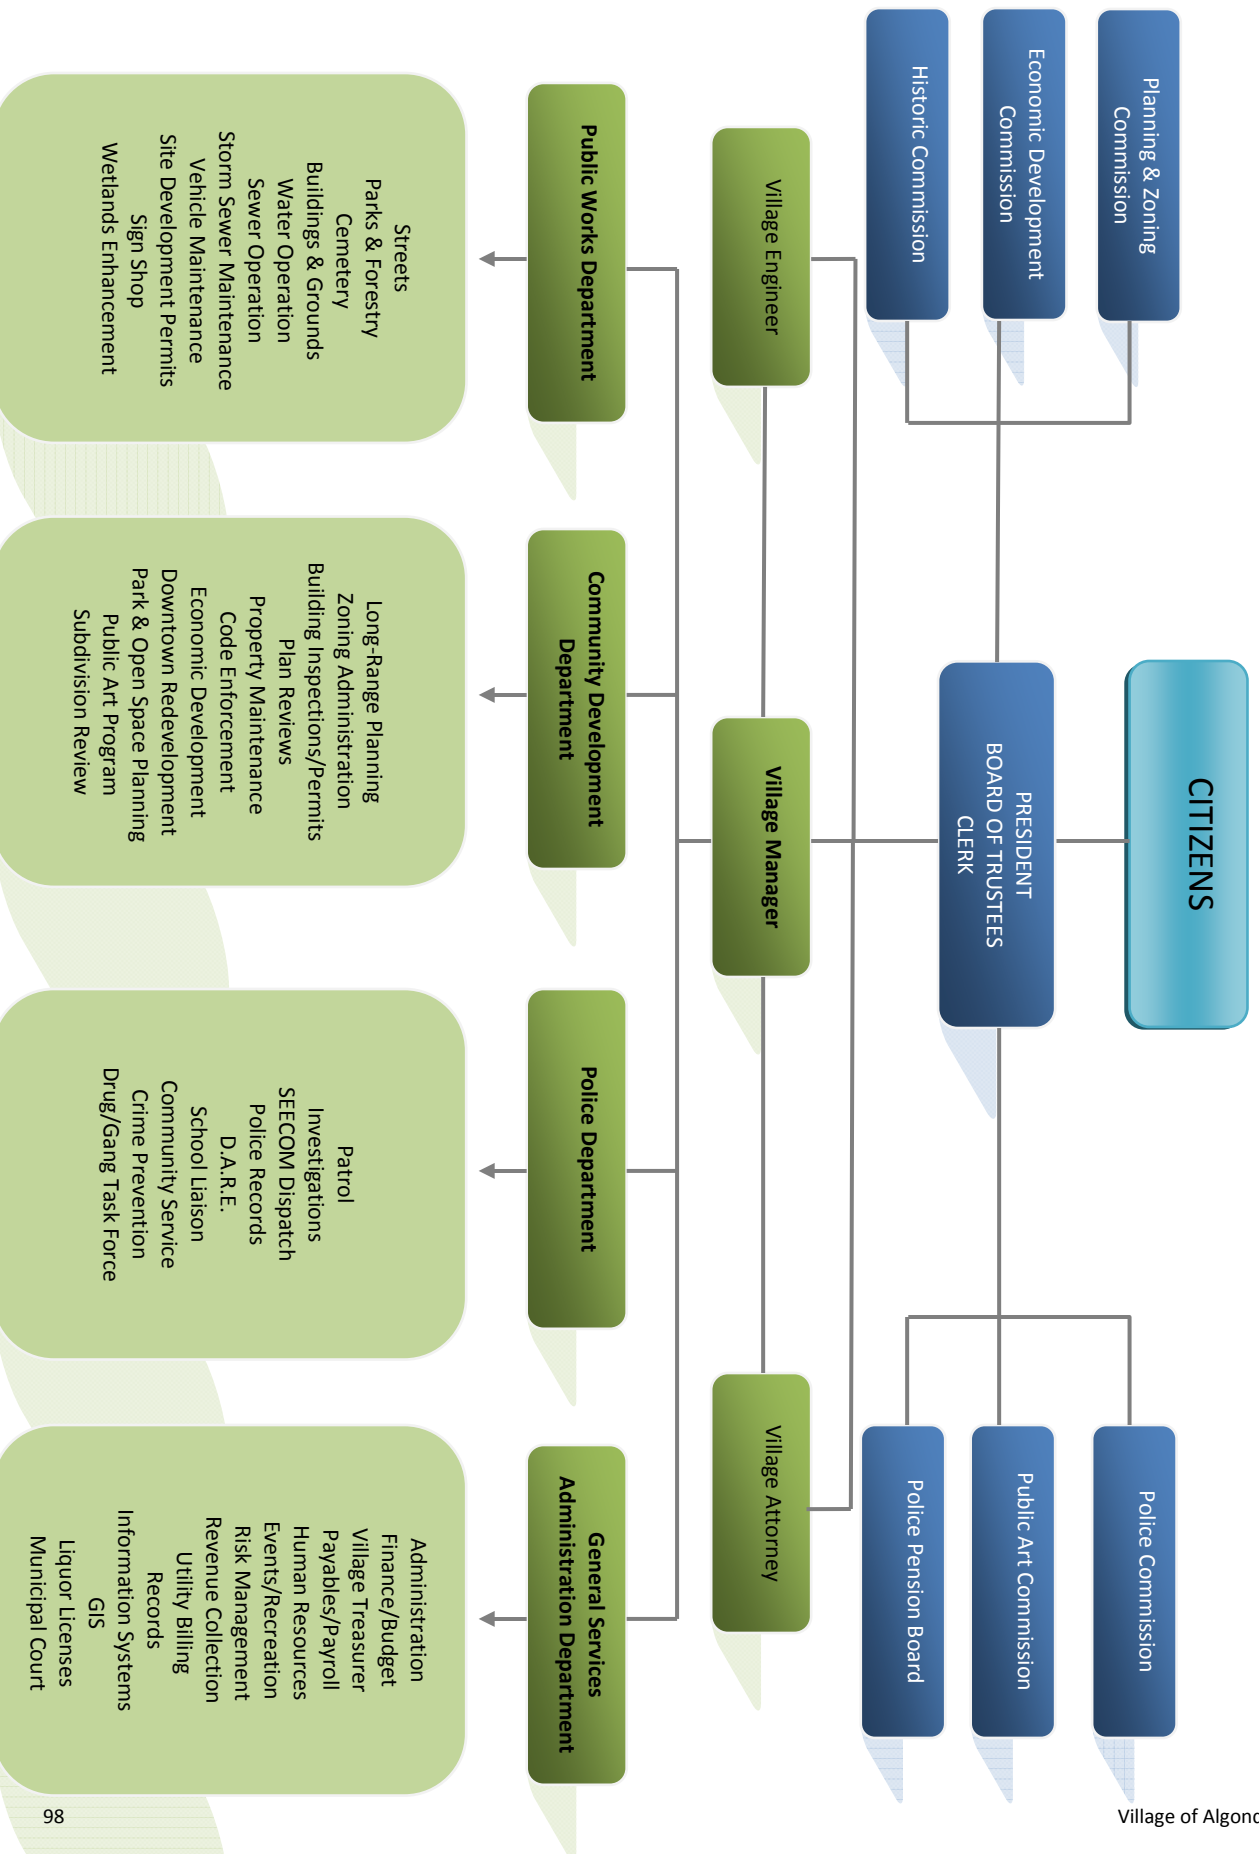 CITIZENS
Planning & Zoning
Commission
Economic Development
Commission
Historic Commission
PRESIDENT
BOARD OF TRUSTEES
CLERK
Police Commission
Public Art Commission
Police Pension Board
Village Engineer
Village Manager
Village Attorney
Public Works Department
Community Development
Department
Police Department
General Services
Administration Department
Streets
Parks & Forestry
Cemetery
Buildings & Grounds
Water Operation
Sewer Operation
Storm Sewer Maintenance
Vehicle Maintenance
Site Development Permits
Sign Shop
Wetlands Enhancement
Long-Range Planning
Zoning Administration
Building Inspections/Permits
Plan Reviews
Property Maintenance
Code Enforcement
Economic Development
Downtown Redevelopment
Park & Open Space Planning
Public Art Program
Subdivision Review
Patrol
Investigations
SEECOM Dispatch
Police Records
D.A.R.E.
School Liaison
Community Service
Crime Prevention
Drug/Gang Task Force
Administration
Finance/Budget
Village Treasurer
Payables/Payroll
Human Resources
Events/Recreation
Risk Management
Revenue Collection
Utility Billing
Records
Information Systems
GIS
Liquor Licenses
Municipal Court
98
Village of